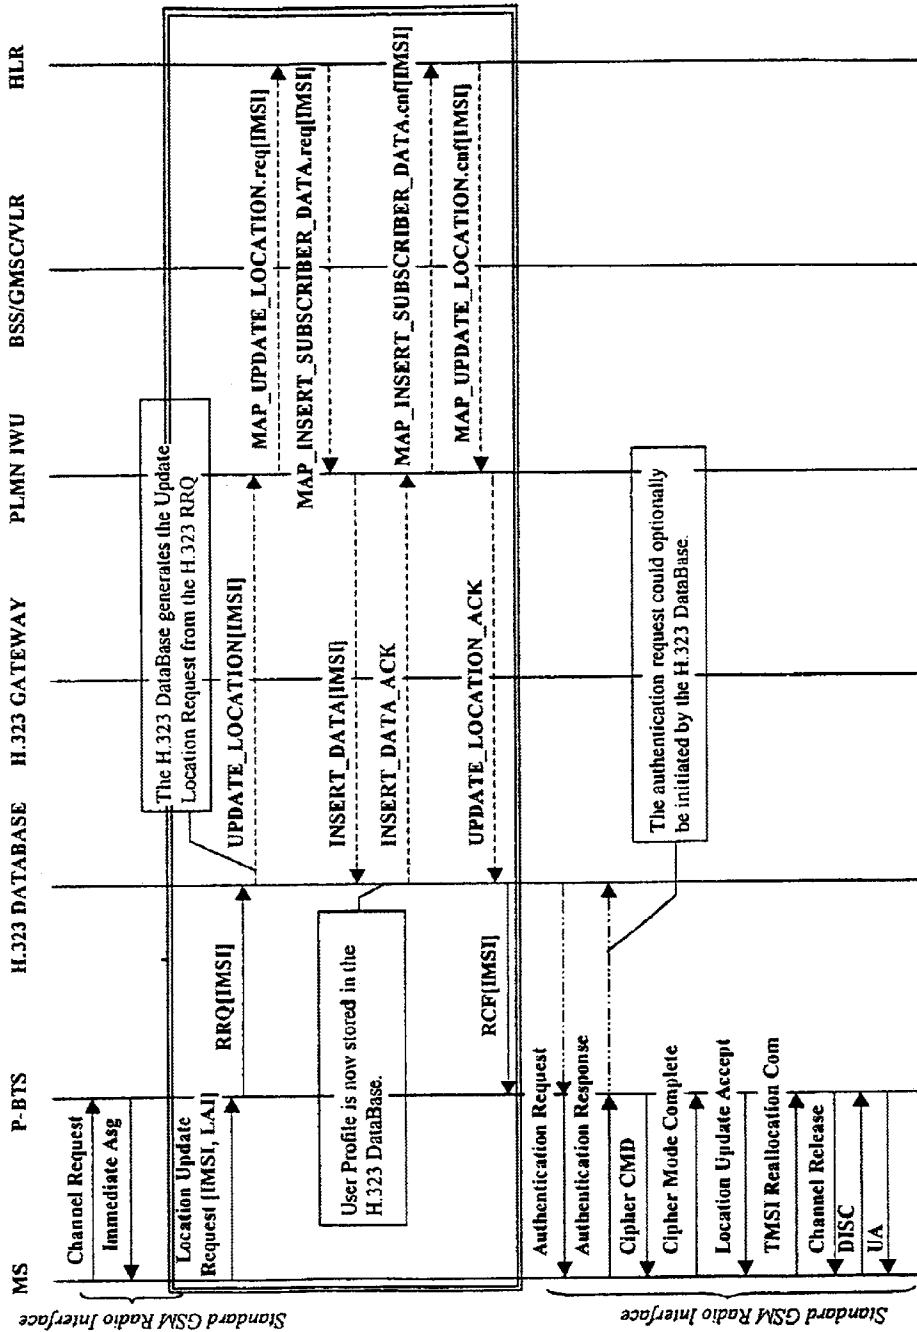 MS
P-BTS
H.323 DATABASE
H.323 GATEWAY
PLMN IWU
BSS/GMSC/VLR
HLR
Standard GSM Radio Interface
Channel Request
Immediate Asg
Location Update
Request [IMSI, LAI]
RRQ[IMSI]
The H.323 DataBase generates the Update
Location Request from the H.323 RRQ
UPDATE_LOCATION[IMSI]
MAP_UPDATE_LOCATION.req[IMSI]
MAP_INSERT_SUBSCRIBER_DATA.req[IMSI]
INSERT_DATA[IMSI]
User Profile is now stored in the
H.323 DataBase.
INSERT_DATA_ACK
MAP_INSERT_SUBSCRIBER_DATA.cnf[IMSI]
MAP_UPDATE_LOCATION.cnf[IMSI]
UPDATE_LOCATION_ACK
RCF[IMSI]
Standard GSM Radio Interface
Authentication Request
Authentication Response
The authentication request could optionally
be initiated by the H.323 DataBase.
Cipher CMD
Cipher Mode Complete
Location Update Accept
TMSI Reallocation Com
Channel Release
DISC
UA